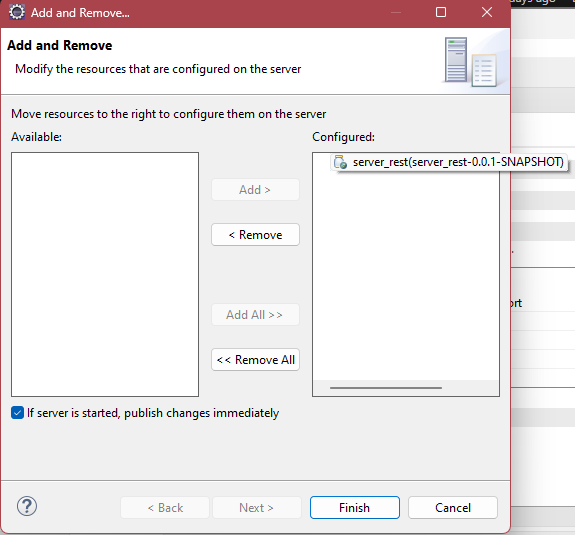 Add and Remove...
days ago
Add and Remove
Modify the resources that are configured on the server
Move resources to the right to configure them on the server
Available:
Configured:
server_rest(server_rest-0.0.1-SNAPSHOT)
Add >
< Remove
Add All >>
<< Remove All
If server is started, publish changes immediately
?
< Back
Next >
Finish
Cancel